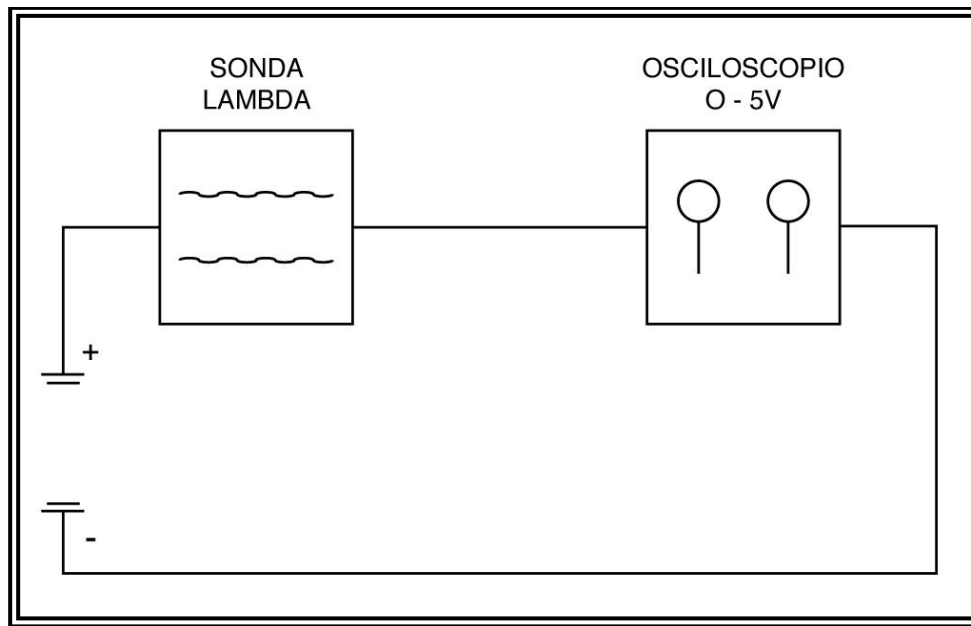 SONDA
LAMBDA
OSCILOSCOPIO
O - 5V
+
-